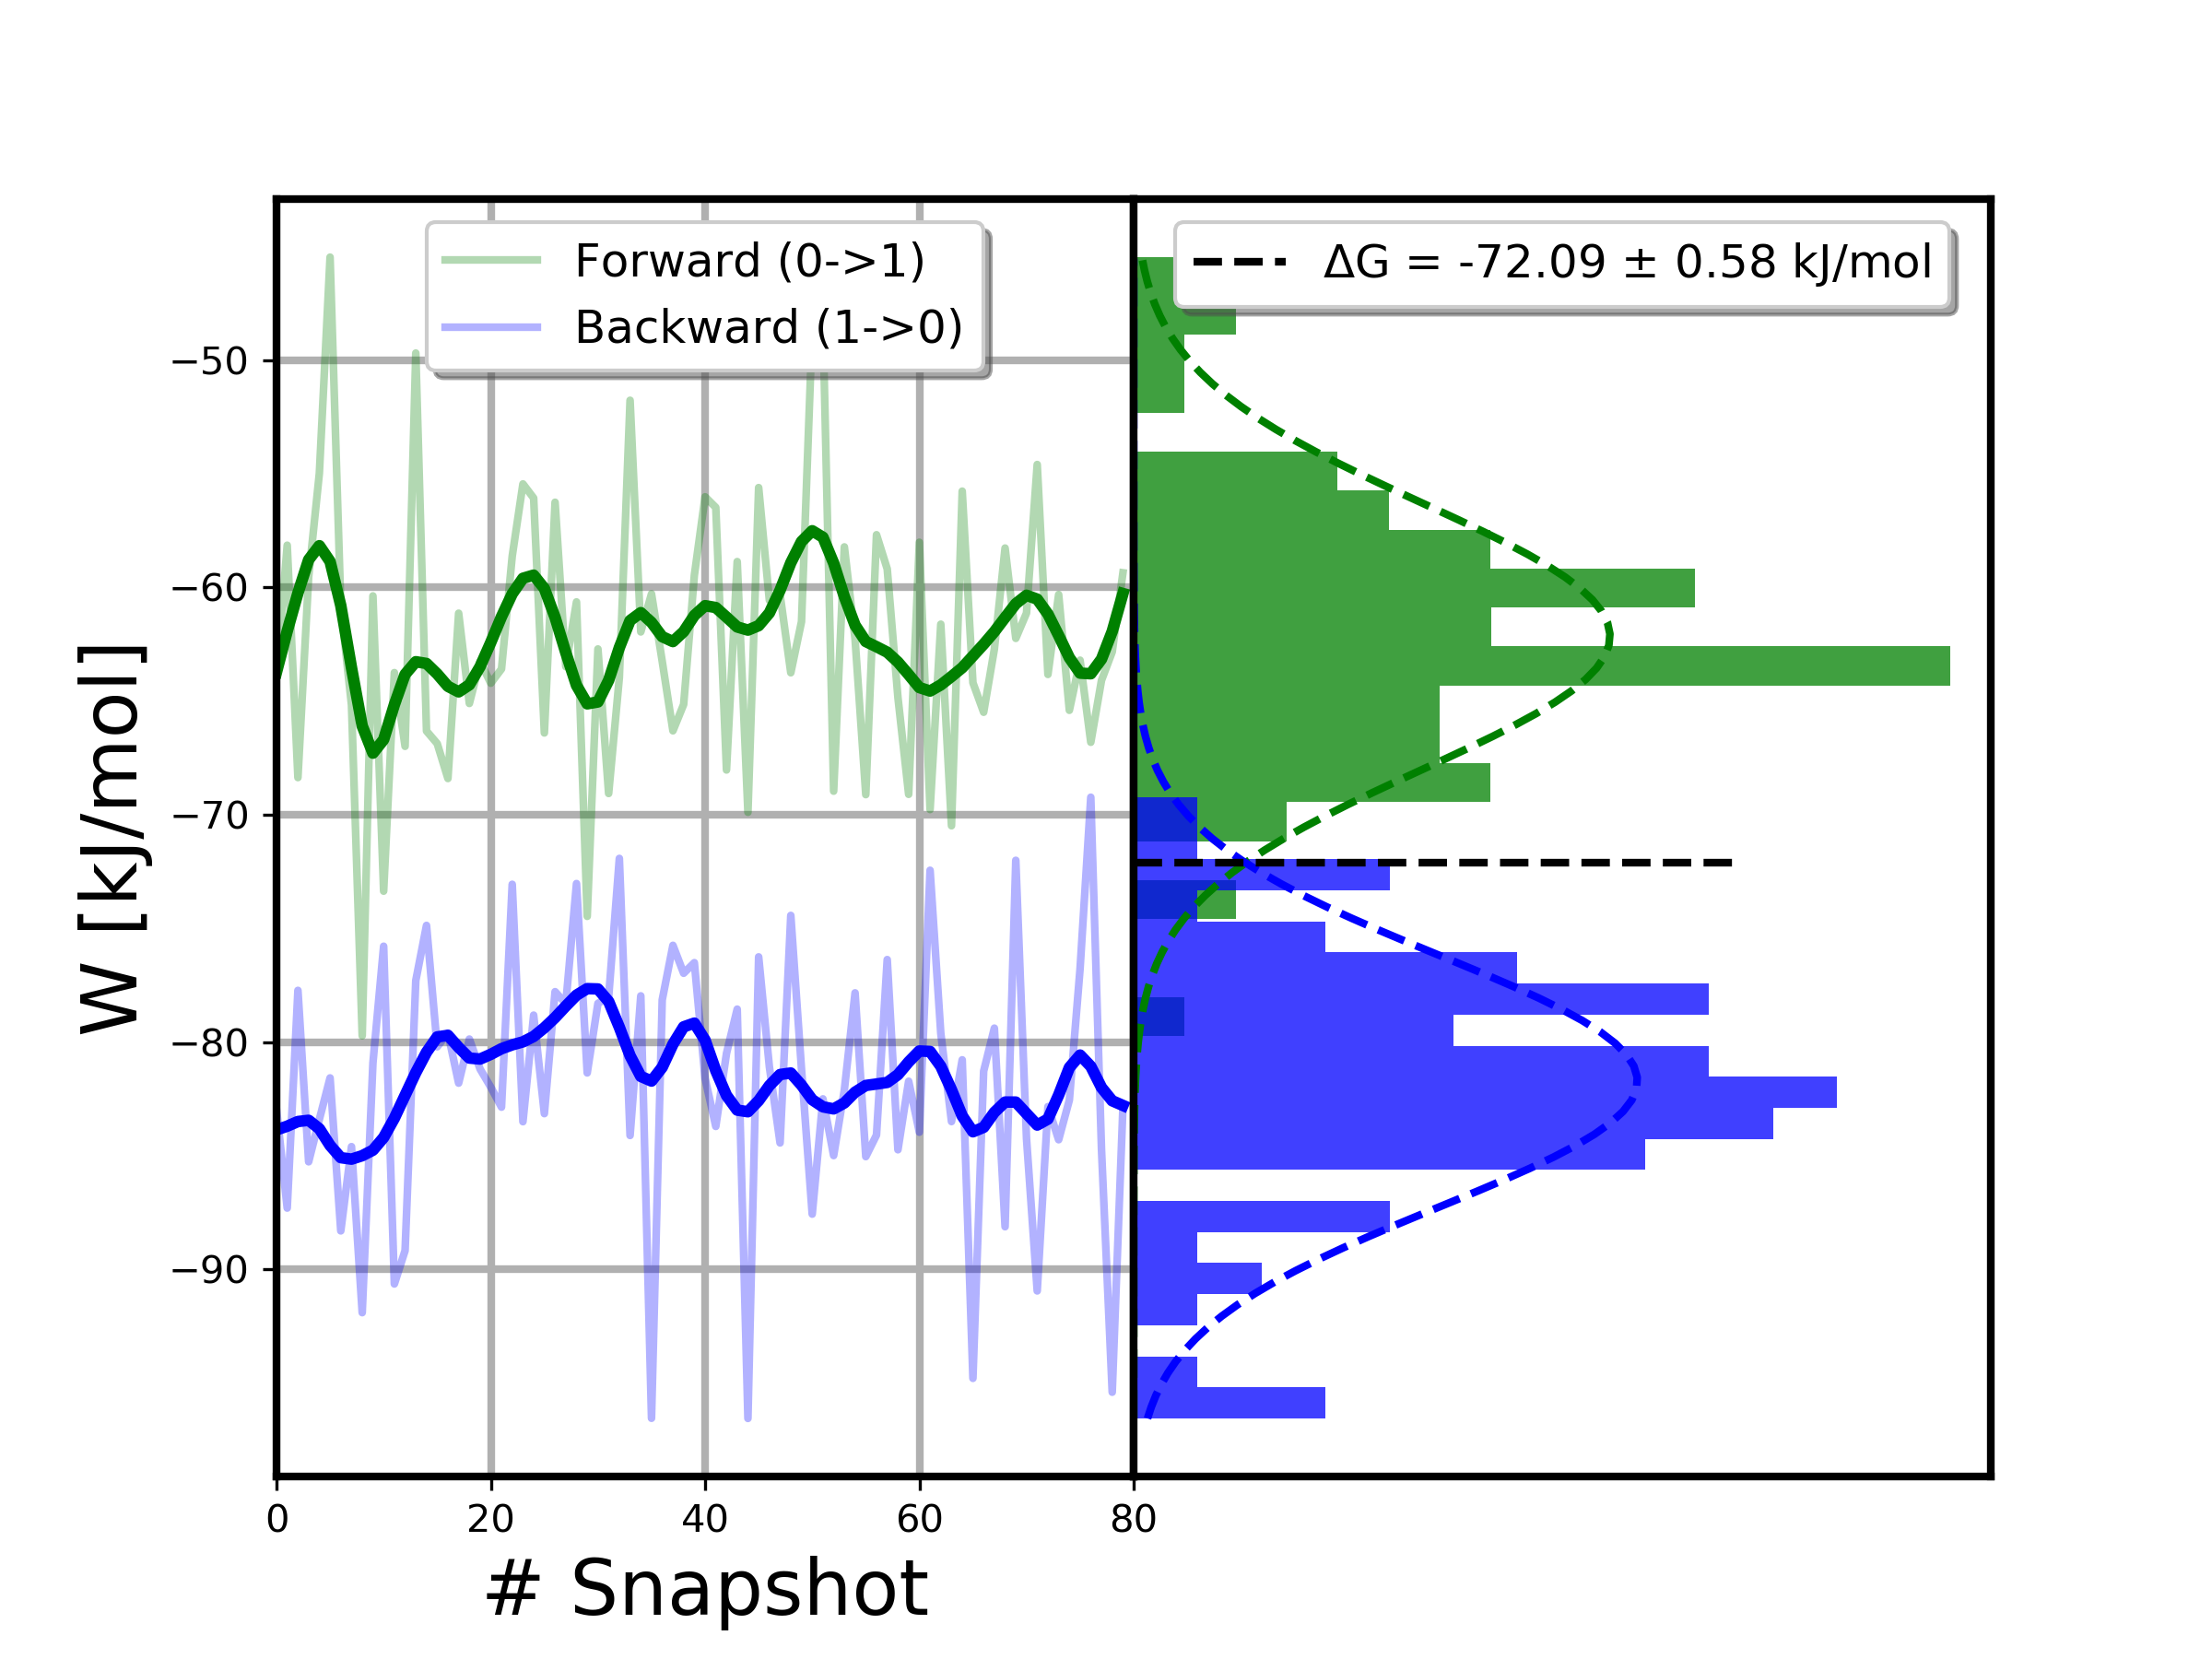 Forward (0->1)
Backward (1->0)
ΔG = -72.09 ± 0.58 kJ/mol
W [kJ/mol]
−50
−60
−70
−80
−90
0 20 40 60 80
# Snapshot